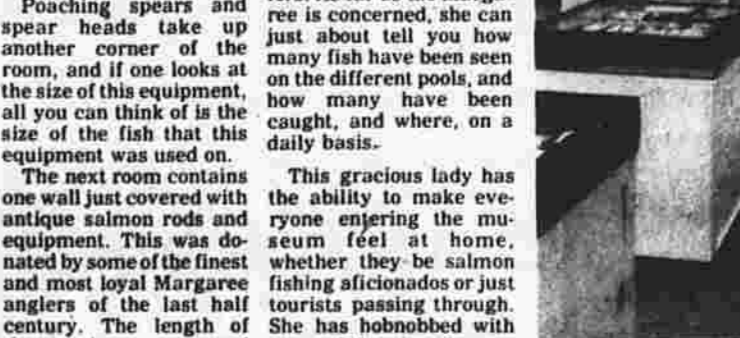 Poaching spears and
spear heads take up
another corner of the
room, and if one looks at
the size of this equipment,
all you can think of is the
size of the fish that this
equipment was used on.
The next room contains
one wall just covered with
antique salmon rods and
equipment. This was do-
nated by some of the finest
and most loyal Margaree
anglers of the last half
century. The length of
ree is concerned, she can
just about tell you how
many fish have been seen
on the different pools, and
how many have been
caught, and where, on a
daily basis.
This gracious lady has
the ability to make eve-
ryone entering the mu-
seum feel at home,
whether they be salmon
fishing aficionados or just
tourists passing through.
She has hobnobbed with